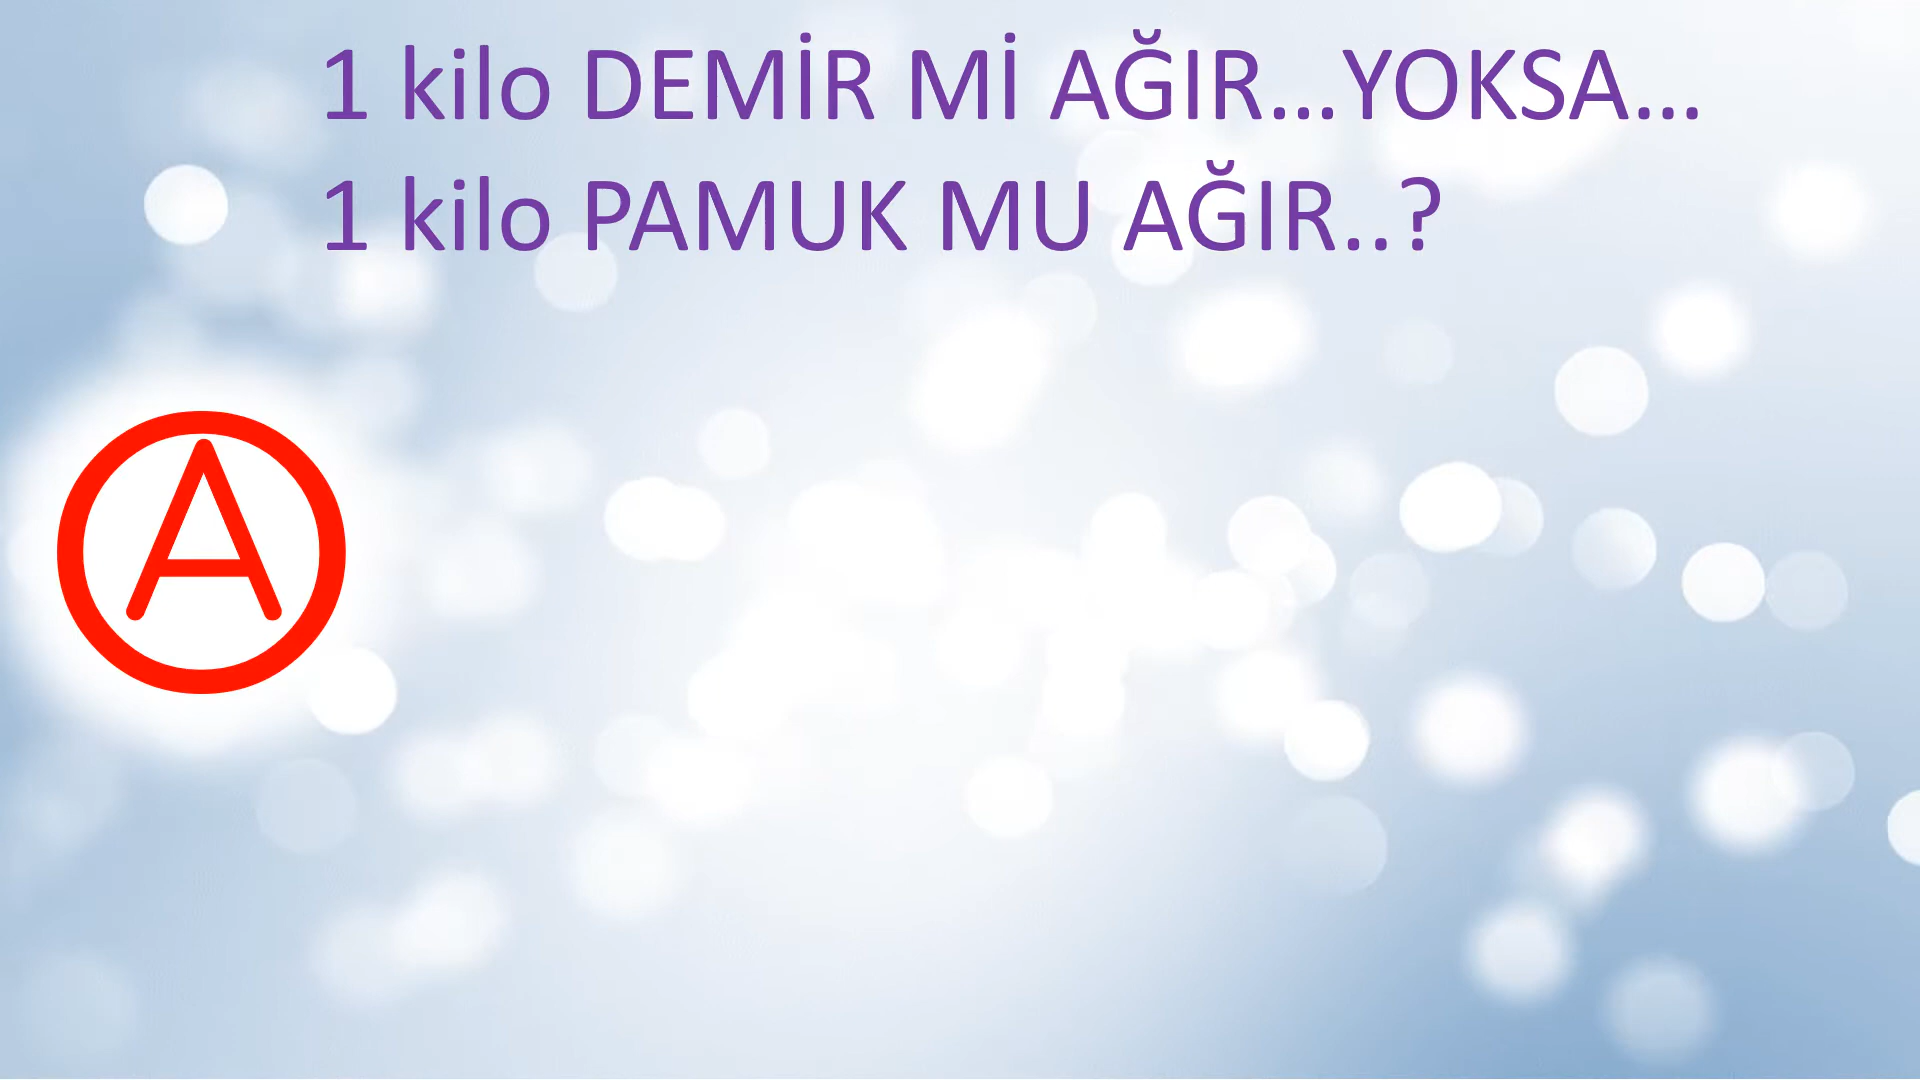 1 kilo DEMİR Mİ AĞIR...YOKSA...
1 kilo PAMUK MU AĞIR..?
A